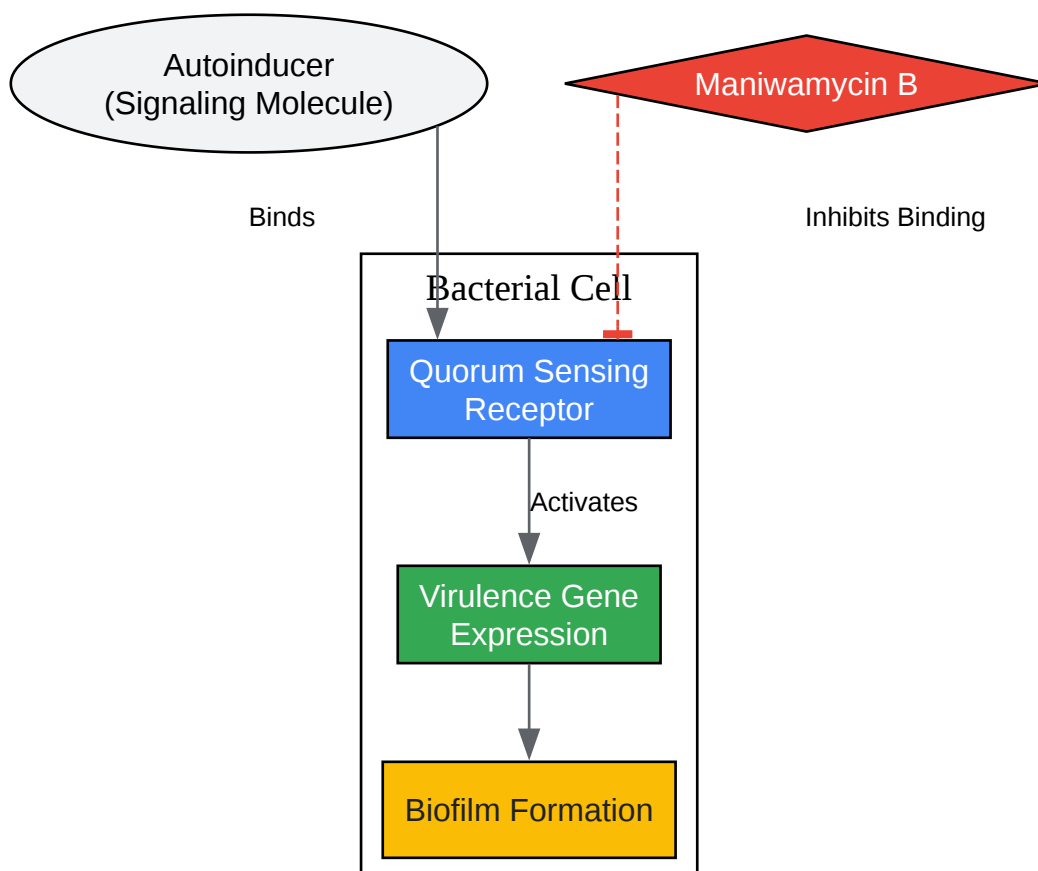 Autoinducer
(Signaling Molecule)
Maniwamycin B
Binds
Inhibits Binding
Bacterial Cell
Quorum Sensing
Receptor
Activates
Virulence Gene
Expression
Biofilm Formation